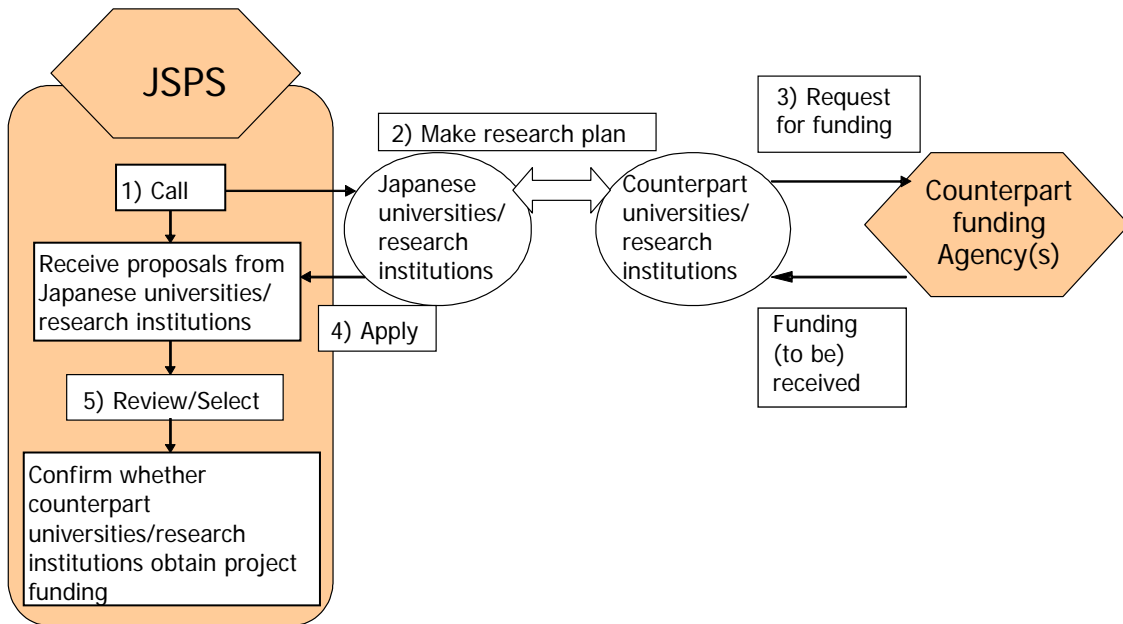 JSPS
1) Call
Receive proposals from
Japanese universities/
research institutions
5) Review/Select
Confirm whether
counterpart
universities/research
institutions obtain project
funding
2) Make research plan
Japanese
universities/
research
institutions
4) Apply
Counterpart
universities/
research
institutions
3) Request
for funding
Counterpart
funding
Agency(s)
Funding
(to be)
received